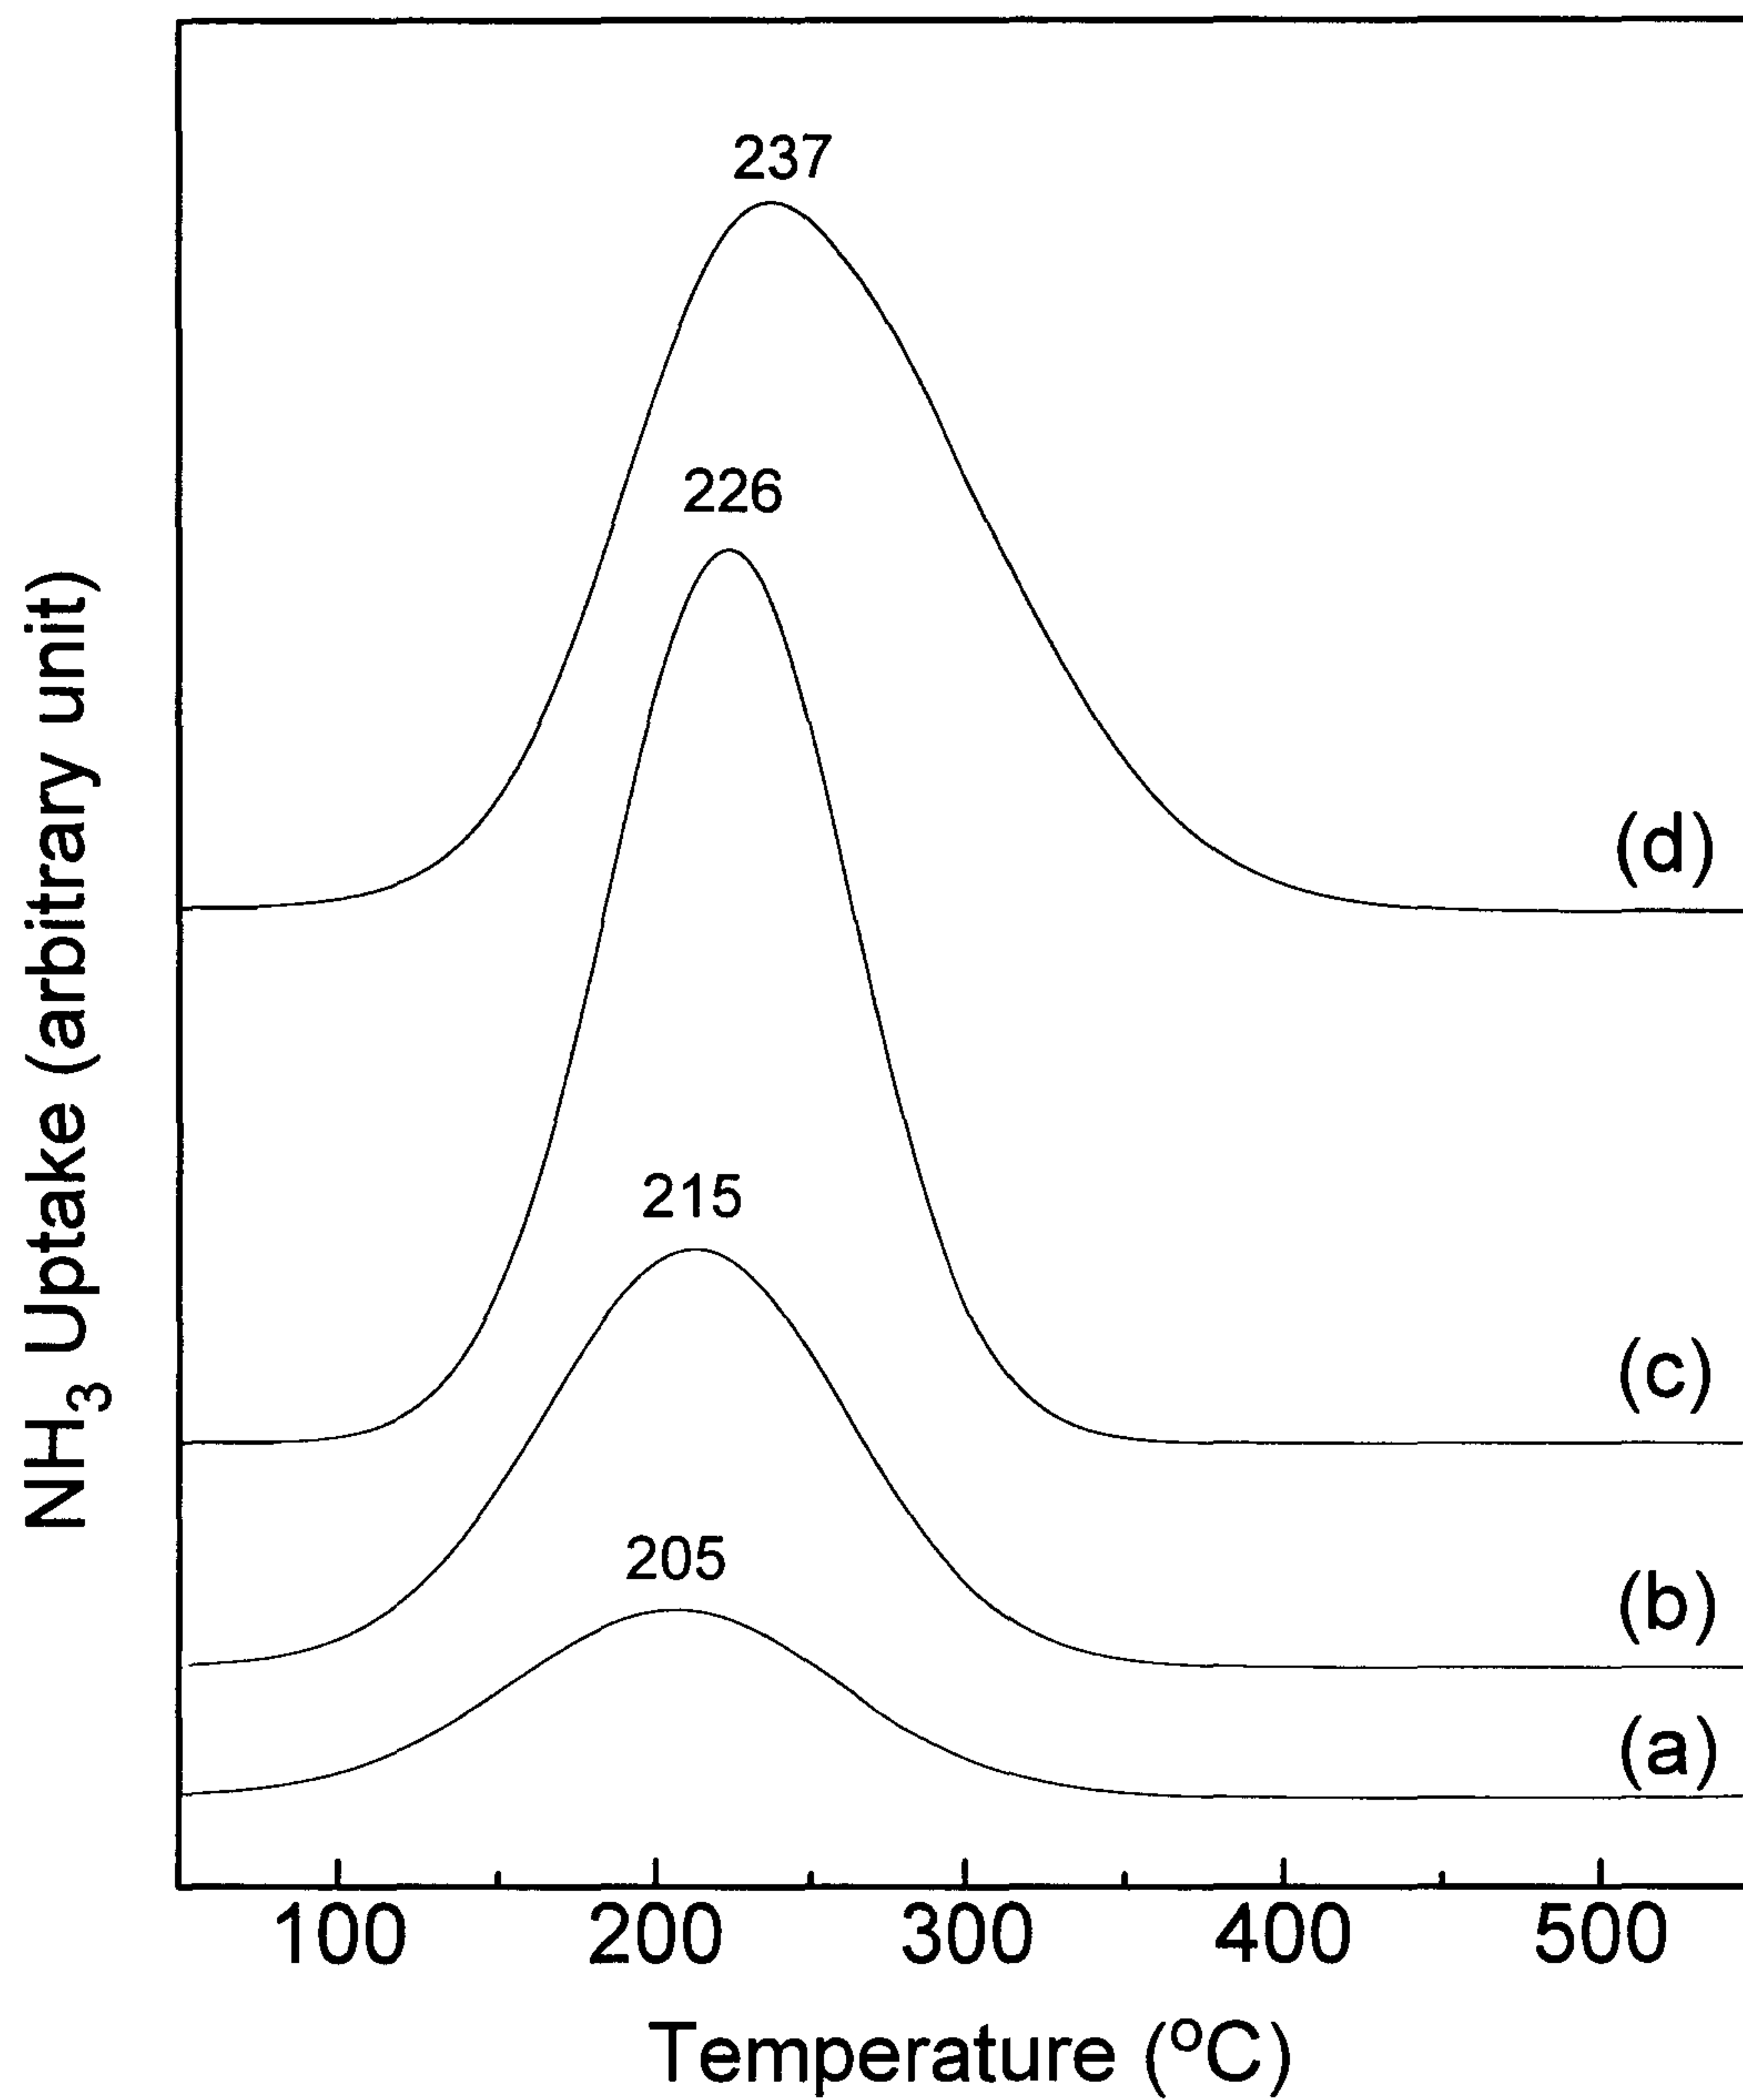 237
226
215
205
(d)
(c)
(b)
(a)
NH₃ Uptake (arbitrary unit)
100 200 300 400 500
Temperature (°C)